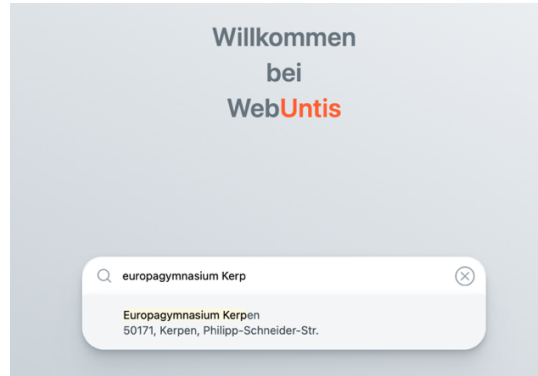 Willkommen
bei
WebUntis
europagymnasium Kerp
Europagymnasium Kerpen
50171, Kerpen, Philipp-Schneider-Str.